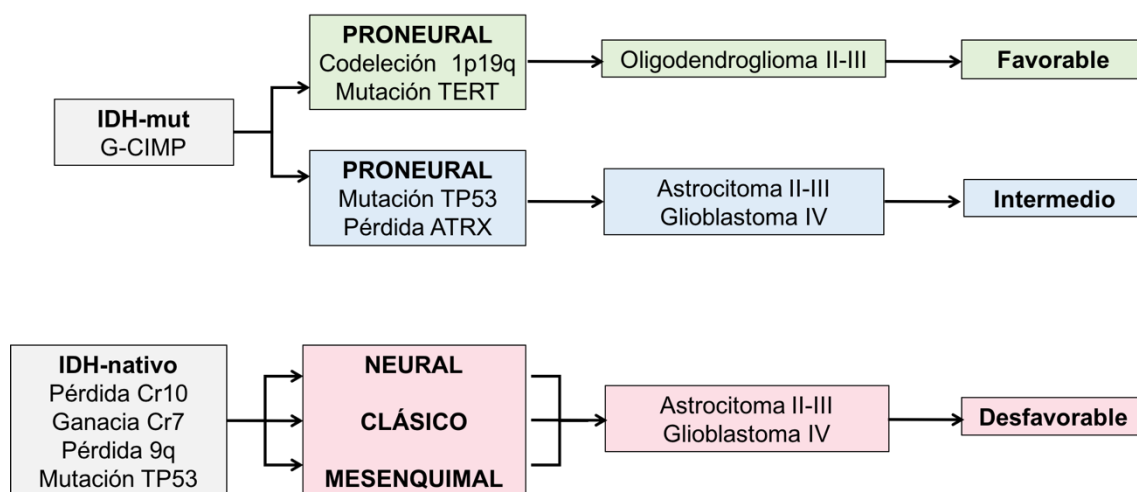 IDH-mut
G-CIMP
PRONEURAL
Codeleción 1p19q
Mutación TERT
Oligodendroglioma II-III
Favorable
PRONEURAL
Mutación TP53
Pérdida ATRX
Astrocitoma II-III
Glioblastoma IV
Intermedio
IDH-nativo
Pérdida Cr10
Ganacia Cr7
Pérdida 9q
Mutación TP53
NEURAL
CLÁSICO
MESENQUIMAL
Astrocitoma II-III
Glioblastoma IV
Desfavorable